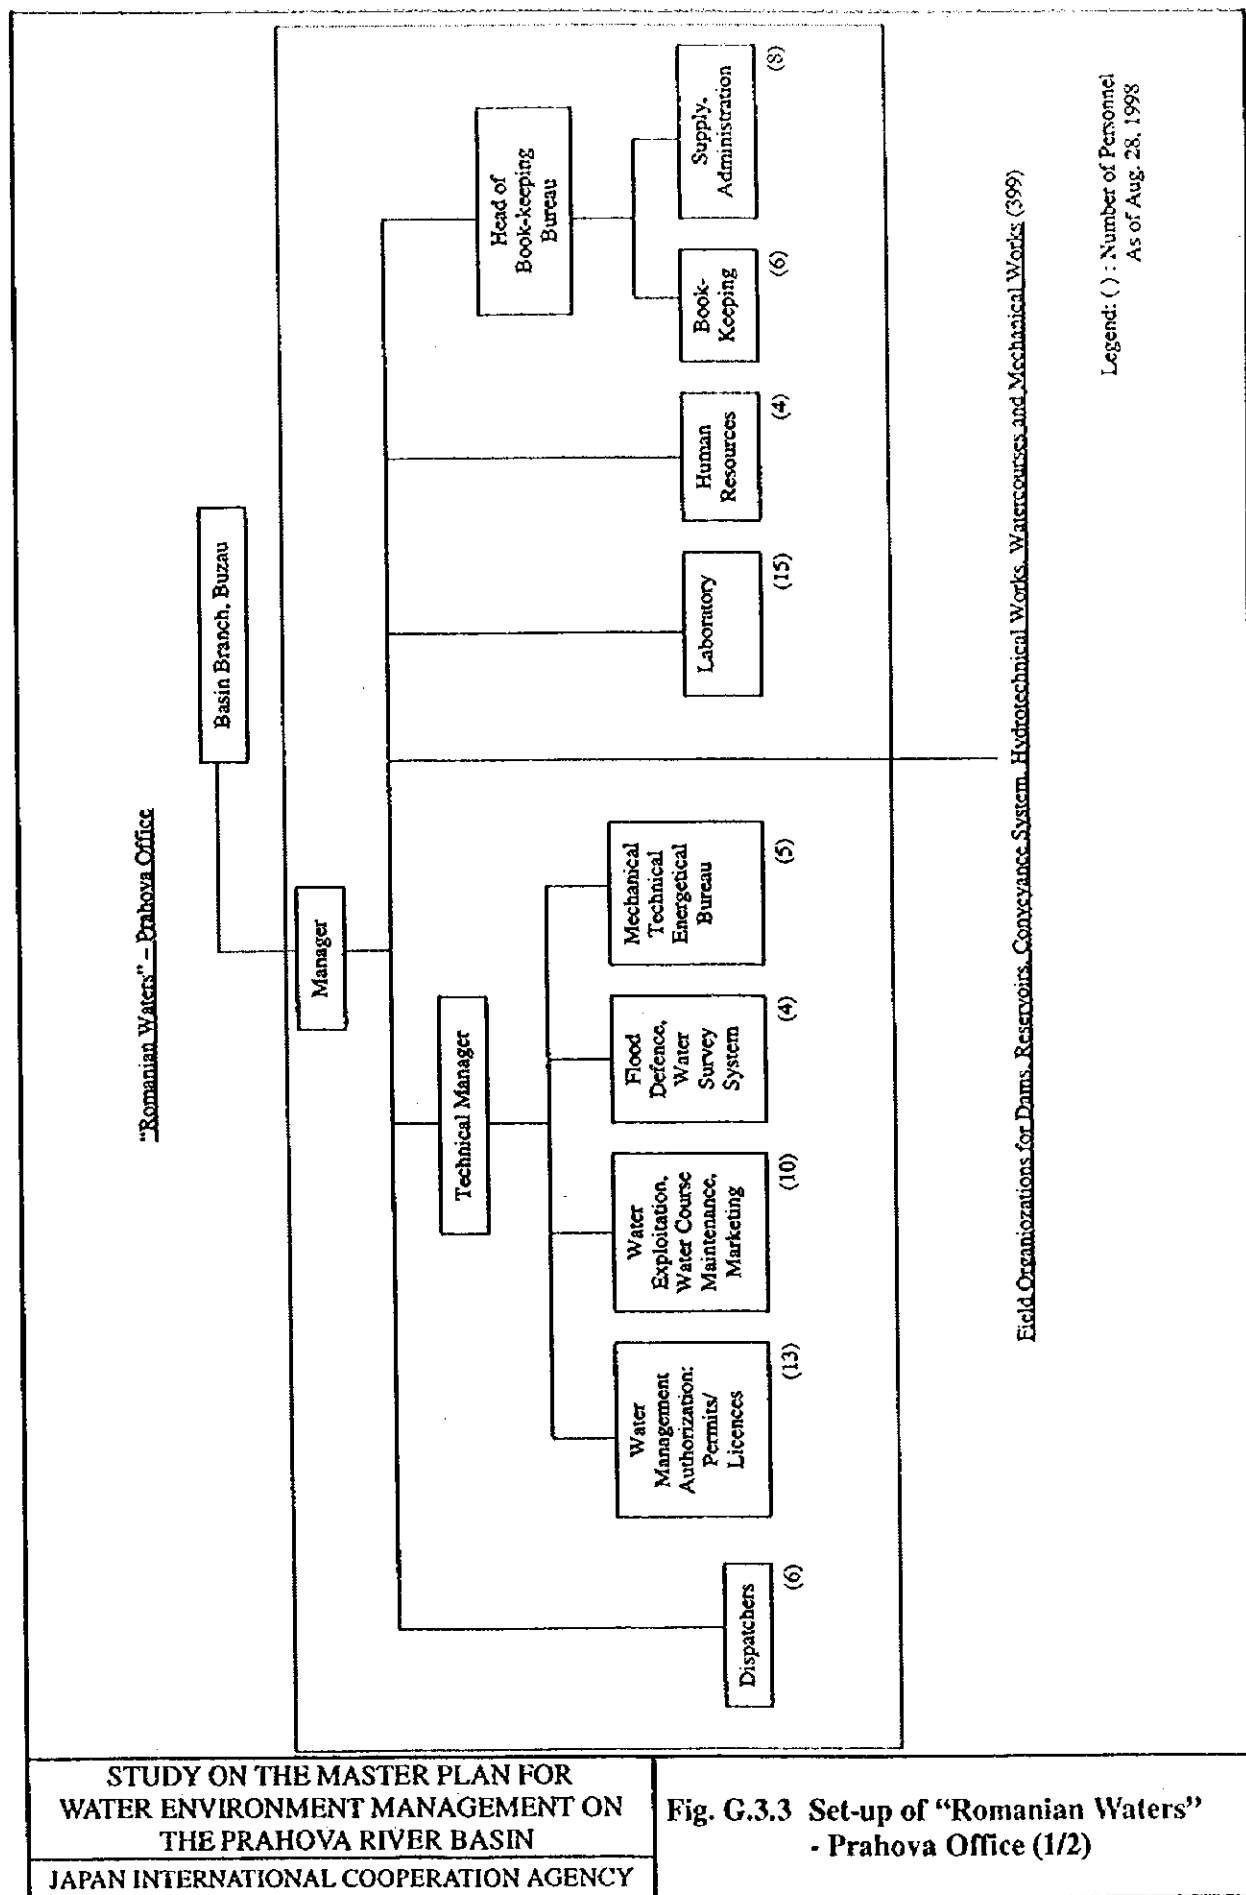 "Romanian Waters" – Prahova Office
Basin Branch, Buzau
Manager
Technical Manager
Head of
Book-keeping
Bureau
Dispatchers
(6)
Water
Management
Authorization:
Permits/
Licences
(13)
Water
Exploitation,
Water Course
Maintenance,
Marketing
(10)
Flood
Defence,
Water
Survey
System
(4)
Mechanical
Technical
Energetical
Bureau
(5)
Laboratory
(15)
Human
Resources
(4)
Book-
Keeping
(6)
Supply,
Administration
(8)
Field Organiozations for Dams, Reservoirs, Conveyance System, Hydrotechnical Works, Watercourses and Mechanical Works (399)
Legend: ( ) : Number of Personnel
As of Aug. 28, 1998
STUDY ON THE MASTER PLAN FOR
WATER ENVIRONMENT MANAGEMENT ON
THE PRAHOVA RIVER BASIN
JAPAN INTERNATIONAL COOPERATION AGENCY
Fig. G.3.3 Set-up of "Romanian Waters"
- Prahova Office (1/2)